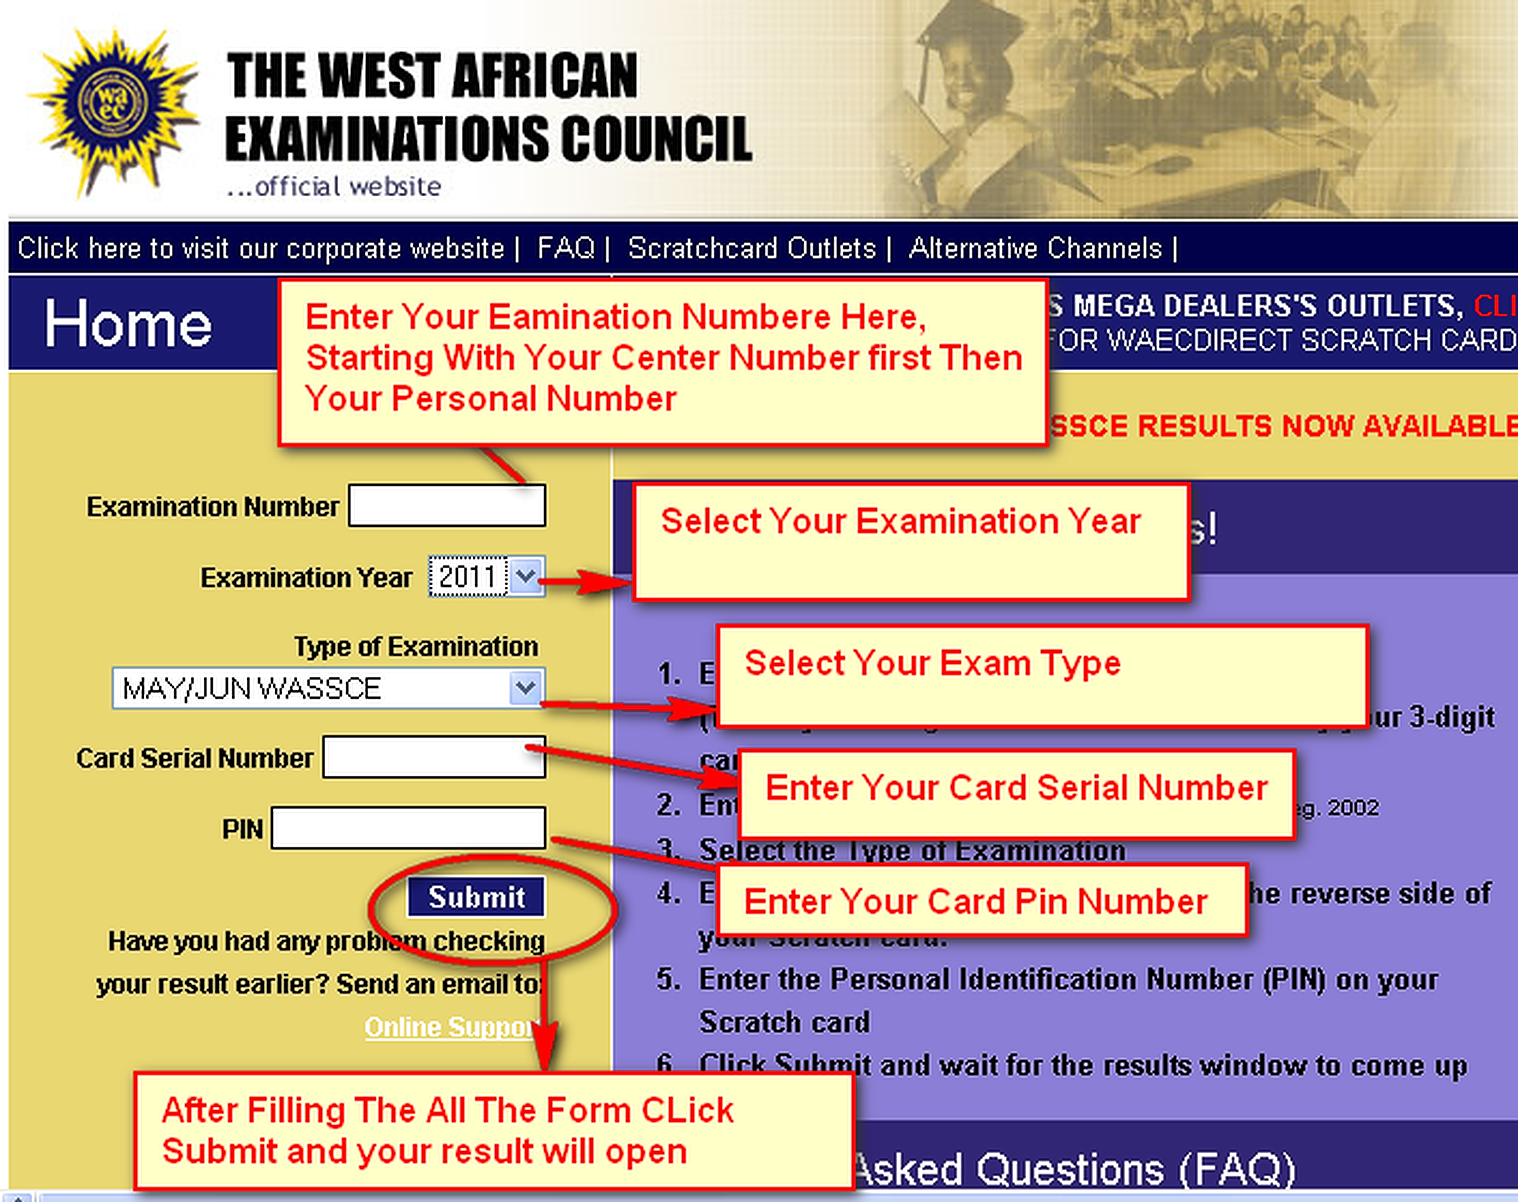 wa
ec
THE WEST AFRICAN
EXAMINATIONS COUNCIL
...official website
Click here to visit our corporate website | FAQ | Scratchcard Outlets | Alternative Channels |
Home
S MEGA DEALERS'S OUTLETS, CLI
FOR WAECDIRECT SCRATCH CARD
Enter Your Eamination Numbere Here,
Starting With Your Center Number first Then
Your Personal Number
SSCE RESULTS NOW AVAILABLE
Examination Number
Select Your Examination Year
s!
Examination Year 2011
Type of Examination
MAY/JUN WASSCE
Select Your Exam Type
1. E
ur 3-digit
car
Card Serial Number
Enter Your Card Serial Number
2. Ent
eg. 2002
PIN
3. Select the Type of Examination
Enter Your Card Pin Number
4. E
he reverse side of
your Scratch card.
Submit
Have you had any problem checking
your result earlier? Send an email to:
Online Support
5. Enter the Personal Identification Number (PIN) on your
Scratch card
6. Click Submit and wait for the results window to come up
After Filling The All The Form CLick
Submit and your result will open
Asked Questions (FAQ)